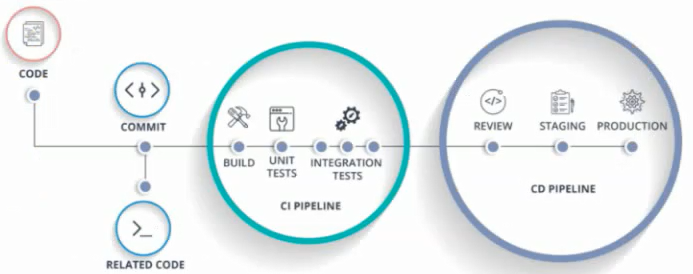 CODE
COMMIT
RELATED CODE
BUILD
UNIT
TESTS
INTEGRATION
TESTS
CI PIPELINE
REVIEW
STAGING
PRODUCTION
CD PIPELINE